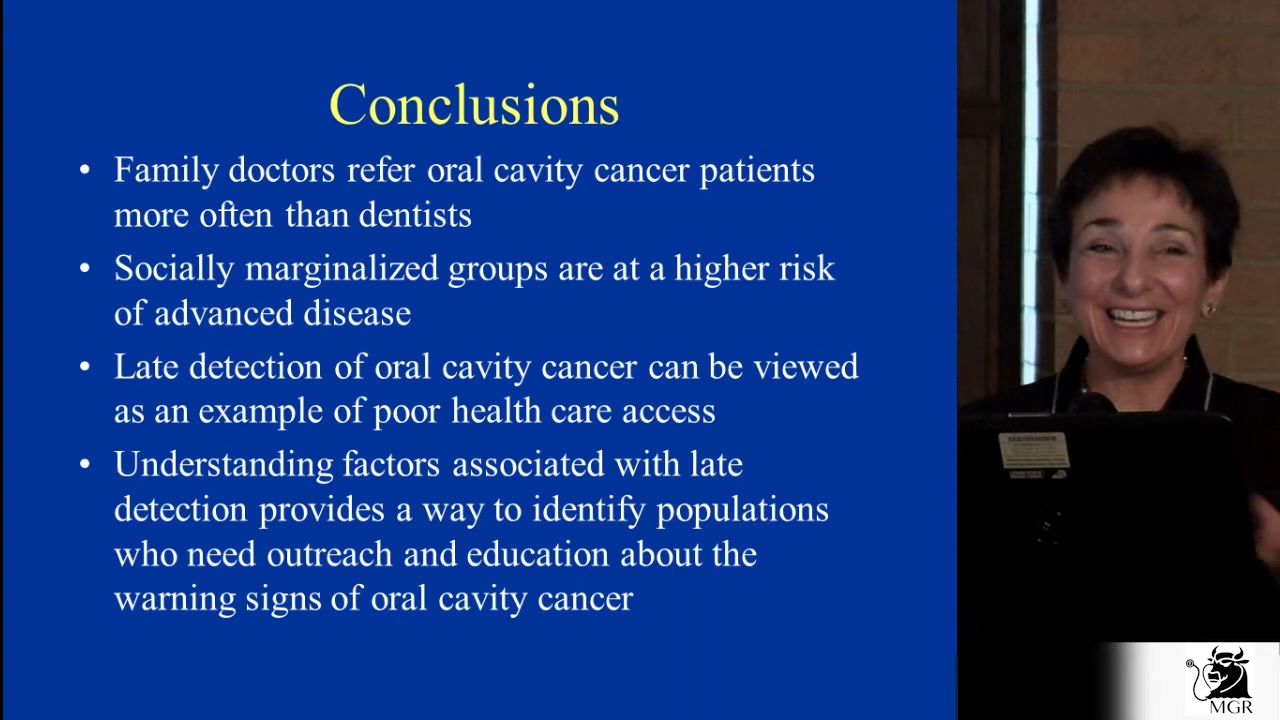 Conclusions
• Family doctors refer oral cavity cancer patients
more often than dentists
• Socially marginalized groups are at a higher risk
of advanced disease
• Late detection of oral cavity cancer can be viewed
as an example of poor health care access
• Understanding factors associated with late
detection provides a way to identify populations
who need outreach and education about the
warning signs of oral cavity cancer
MGR